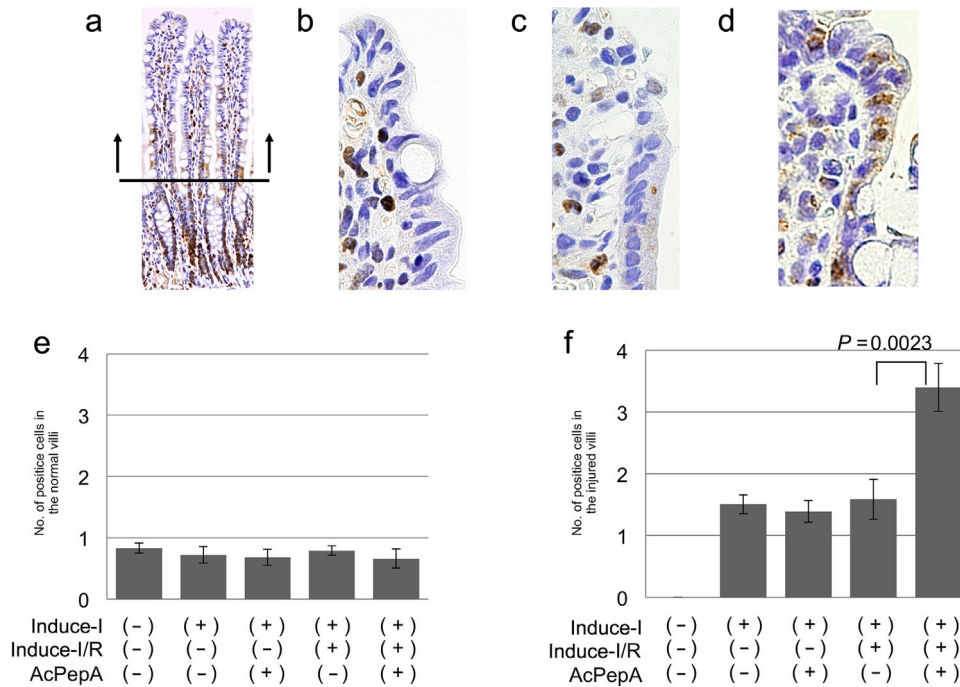 a
b
c
d
e
f
4
3
2
1
0
No. of positice cells in
the normal villi
Induce-I (−) (+) (+) (+) (+)
Induce-I/R (−) (−) (−) (+) (+)
AcPepA (−) (−) (+) (−) (+)
P = 0.0023
4
3
2
1
0
No. of positice cells in
the injured villi
Induce-I (−) (+) (+) (+) (+)
Induce-I/R (−) (−) (−) (+) (+)
AcPepA (−) (−) (+) (−) (+)